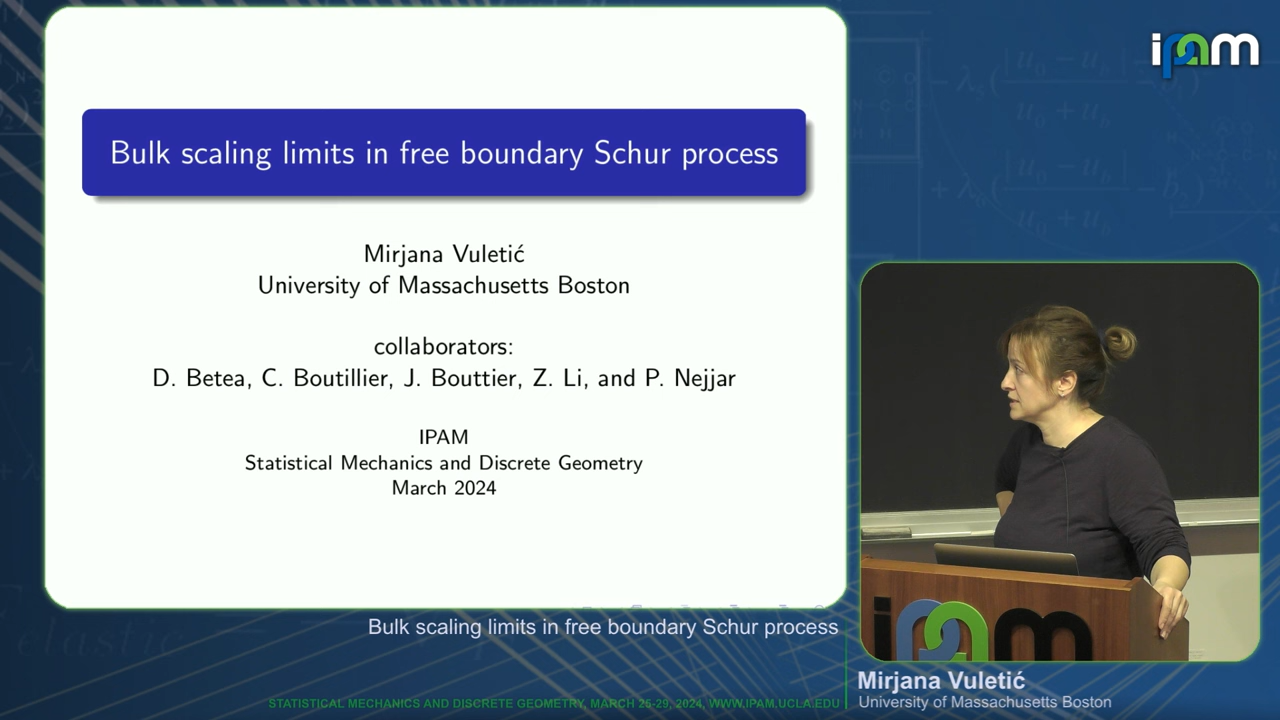 Bulk scaling limits in free boundary Schur process
Mirjana Vuletić
University of Massachusetts Boston
collaborators:
D. Betea, C. Boutillier, J. Bouttier, Z. Li, and P. Nejjar
IPAM
Statistical Mechanics and Discrete Geometry
March 2024
ipam
ipam
Bulk scaling limits in free boundary Schur process
Mirjana Vuletić
University of Massachusetts Boston
STATISTICAL MECHANICS AND DISCRETE GEOMETRY, MARCH 25-29, 2024, WWW.IPAM.UCLA.EDU
elastic